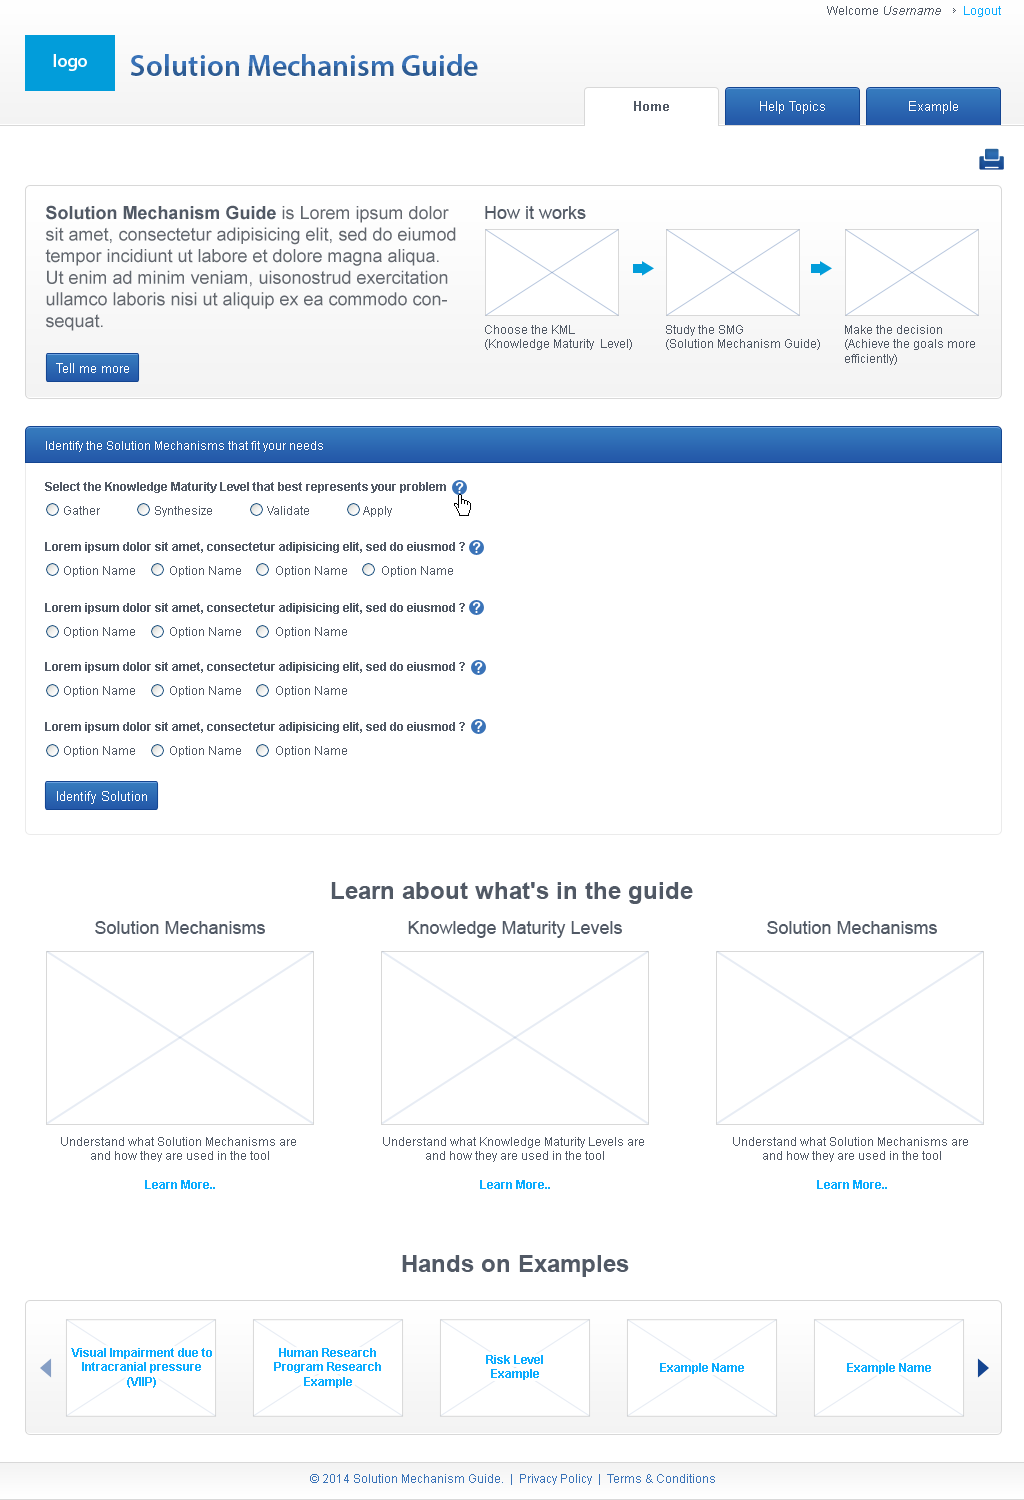 Welcome Username › Logout
logo
Solution Mechanism Guide
Home
Help Topics
Example
Solution Mechanism Guide is Lorem ipsum dolor
sit amet, consectetur adipisicing elit, sed do eiumod
tempor incidiunt ut labore et dolore magna aliqua.
Ut enim ad minim veniam, uisonostrud exercitation
ullamco laboris nisi ut aliquip ex ea commodo con-
sequat.
Tell me more
How it works
Choose the KML
(Knowledge Maturity Level)
Study the SMG
(Solution Mechanism Guide)
Make the decision
(Achieve the goals more
efficiently)
Identify the Solution Mechanisms that fit your needs
Select the Knowledge Maturity Level that best represents your problem ?
Gather Synthesize Validate Apply
Lorem ipsum dolor sit amet, consectetur adipisicing elit, sed do eiusmod ? ?
Option Name Option Name Option Name Option Name
Lorem ipsum dolor sit amet, consectetur adipisicing elit, sed do eiusmod ? ?
Option Name Option Name Option Name
Lorem ipsum dolor sit amet, consectetur adipisicing elit, sed do eiusmod ? ?
Option Name Option Name Option Name
Lorem ipsum dolor sit amet, consectetur adipisicing elit, sed do eiusmod ? ?
Option Name Option Name Option Name
Identify Solution
Learn about what's in the guide
Solution Mechanisms
Understand what Solution Mechanisms are
and how they are used in the tool
Learn More..
Knowledge Maturity Levels
Understand what Knowledge Maturity Levels are
and how they are used in the tool
Learn More..
Solution Mechanisms
Understand what Solution Mechanisms are
and how they are used in the tool
Learn More..
Hands on Examples
Visual Impairment due to
Intracranial pressure
(VIIP)
Human Research
Program Research
Example
Risk Level
Example
Example Name
Example Name
© 2014 Solution Mechanism Guide. | Privacy Policy | Terms & Conditions